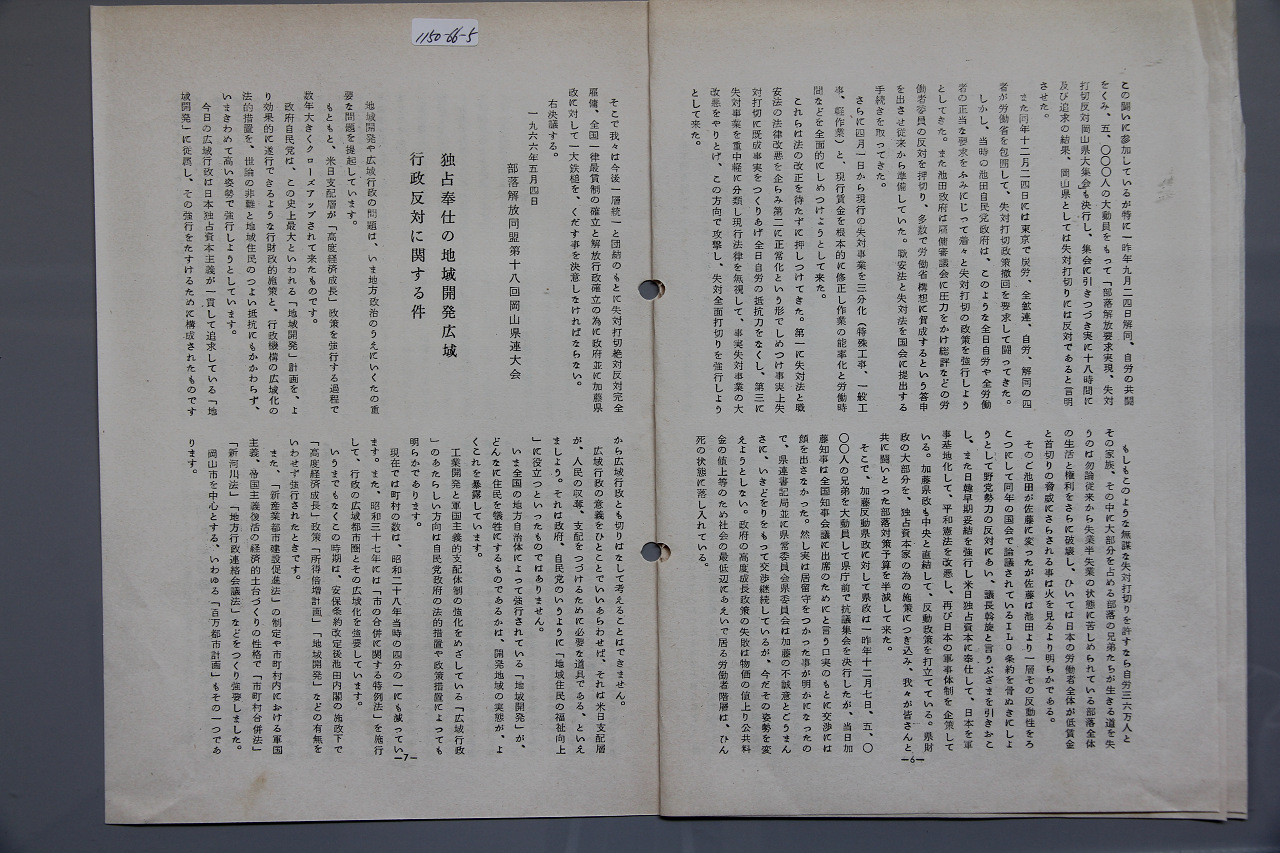 1150-66-5
この闘いに参加しているが特に一昨年九月二四日解同、自労の共闘
をくみ、五、〇〇〇人の大動員をもって「部落解放要求実現、失対
打切反対岡山県大集会も決行し、集会に引きつづき実に十八時間に
及び追求の結果、岡山県としては失対打切りには反対であると言明
させた。
また同年十二月二四日には東京で炭労、全鉱連、自労、解同の四
者が労働省を包囲して、失対打切政策撤回を要求して闘ってきた。
しかし、当時の池田自民党政府は、このような全日自労や全労働
者の正当な要求をふみにじって着々と失対打切の政策を強行しよう
としてきた。また池田政府は雇傭審議会に圧力をかけ総評などの労
働者委員の反対を押切り、多数で労働省構想に賛成するという答申
を出させ従来から準備していた。職安法と失対法を国会に提出する
手続きを取ってきた。
さらに四月一日から現行の失対事業を三分化（特殊工事、一般工
事、軽作業）と、現行賃金を根本的に修正し作業の能率化と労働時
間などを全面的にしめつけようとして来た。
これらは法の改正を待たずに押しつけてきた。第一に失対法と職
安法の法律改悪を企らみ第二に正常化という形でしめつけ事実上失
対打切に既成事実をつくりあげ全日自労の抵抗力をなくし、第三に
失対事業を重中軽に分類し現行法律を無視して、事実失対事業の大
改悪をやりとげ、この方向で攻撃し、失対全面打切りを強行しよう
として来た。
もしもこのような無謀な失対打切りを許すなら自労三六万人と
その家族、その中に大部分を占める部落の兄弟たちが生きる道を失
りのは勿論従来から失業半失業の状態に苦しめられている部落全体
の生活と権利をさらに破壊し、ひいては日本の労働者全体が低賃金
と首切りの脅威にさらされる事は火を見るより明らかである。
そのご池田が佐藤に変ったが佐藤は池田より一層その反動性をろ
こつにして同年の国会で論議されているＩＬＯ条約を骨ぬきにしよ
うとして野党勢力の反対にあい、議長斡旋と言うぶざまを引きおこ
し、また日韓早期妥結を強行し米日独占資本に奉仕して、日本を軍
事基地化して、平和憲法を改悪し、再び日本の軍事体制を企策して
いる。加藤県政も中央と直結して、反動政策を打立てている。県財
政の大部分を、独占資本家の為の施策につぎ込み、我々が皆さんと
共に闘いとった部落対策予算を半減して来た。
そこで、加藤反動県政に対して県政は一昨年十二月七日、五、〇
〇〇人の兄弟を大動員して県庁前で抗議集会を決行したが、当日加
藤知事は全国知事会議に出席のためにと言う口実のもとに交渉には
顔を出さなかった。然し実は居留守をつかった事が明かになったの
で、県連書記局並に県常委員会県委員会は加藤の不誠意とごうまん
さに、いきどをりをもって交渉継続しているが、今だその姿勢を変
えようとしない。政府の高度成長政策の失敗は物価の値上り公共料
金の値上等のため社会の最低辺にあえいで居る労働者階層は、ひん
死の状態に落し入れている。
—6—
そこで我々は今後一層統一と団結のもとに失対打切絶対反対完全
雇傭、全国一律最賃制の確立と解放行政確立の為に政府並に加藤県
政に対して一大鉄槌を、くだす事を決意しなければならない。
右決議する。
一九六六年五月四日
部落解放同盟第十八回岡山県連大会
独占奉仕の地域開発広域
行政反対に関する件
地域開発や広域行政の問題は、いま地方政治のうえにいくたの重
要な問題を提起しています。
もともと、米日支配層が「高度経済成長」政策を強行する過程で
数年大きくクローズアップされて来たものです。
政府自民党は、この史上最大といわれる「地域開発」計画を、よ
り効果的に遂行できるような行財政的施策と、行政機構の広域化の
法的措置を、世論の非難と地域住民のつよい抵抗にもかかわらず、
いまきわめて高い姿勢で強行しようとしています。
今日の広域行政は日本独占資本主義が一貫して追求している「地
域開発」に従属し、その強行をたすけるために構成されたものです
から広域行政とも切りはなして考えることはできません。
広域行政の意義をひとことでいいあらわせば、それは米日支配層
が、人民の収奪、支配をつづけるために必要な道具である、といえ
ましょう。それは政府、自民党のいうように「地域住民の福祉向上
」に役立つといったものではありません。
いま全国の地方自治体によって強行されている「地域開発」が、
どんなに住民を犠牲にするものであるかは、開発地域の実態が、よ
くこれを暴露しています。
工業開発と軍国主義的支配体制の強化をめざしている「広域行政
」のあたらしい方向は自民党政府の法的措置や政策措置によっても
明らかであります。
現在では町村の数は、昭和二十八年当時の四分の一にも減ってい
ます。また、昭和三十七年には「市の合併に関する特例法」を施行
して、行政の広域都市圏とその広域化を強要しています。
いうまでもなくこの時期は、安保条約改定後池田内閣の施政下で
「高度経済成長」政策「所得倍増計画」「地域開発」などの有無を
いわせず強行されたときです。
また、「新産業都市建設促進法」の制定や市町村内における軍国
主義、帝国主義復活の経済的土台づくりの性格で「市町村合併法」
「新河川法」「地方行政連絡会議法」などをつくり強要しました。
岡山市を中心とする、いわゆる「百万都市計画」もその一つであ
ります。
—7—